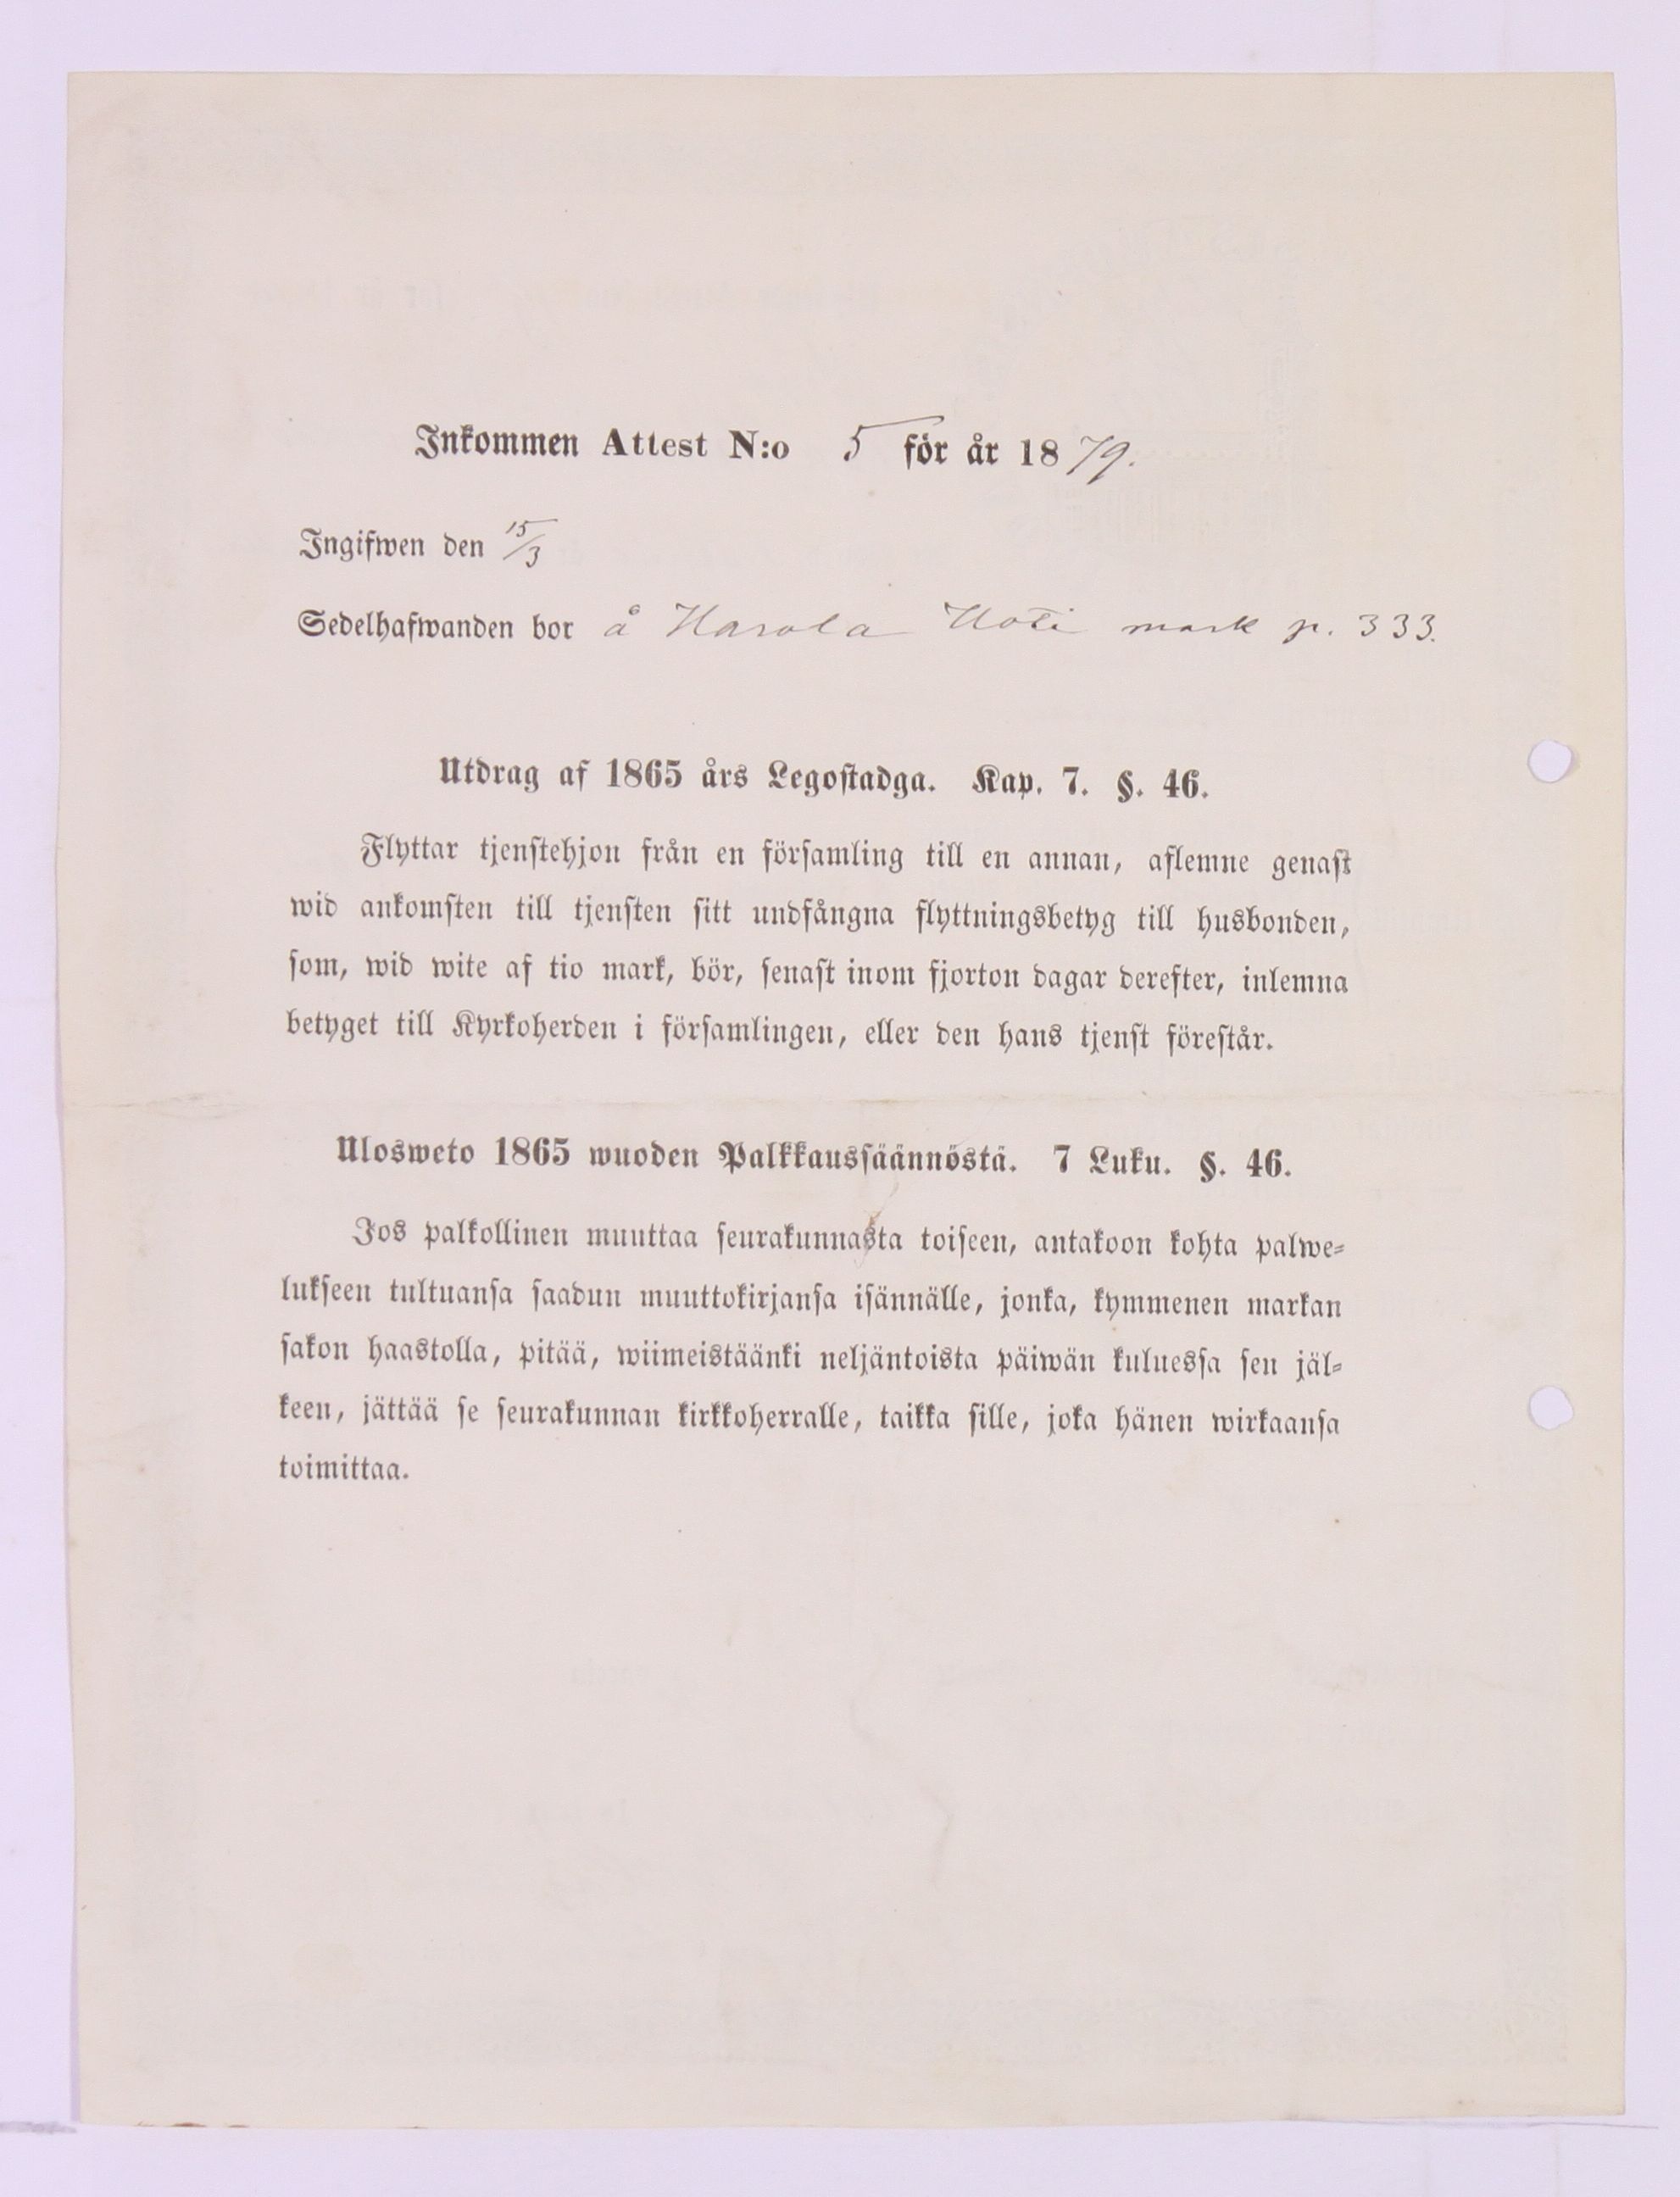 Inkommen Attest N:o 5 för år 1879.
Ingifwen den 15/3
Sedelhafwanden bor å Harola Uoti mark p. 333.
Utdrag af 1865 års Legostadga. Kap. 7. §. 46.
Flyttar tjenstehjon från en församling till en annan, aflemne genast
wid ankomsten till tjensten sitt undfångna flyttningsbetyg till husbonden,
som, wid wite af tio mark, bör, senast inom fjorton dagar derefter, inlemna
betyget till Kyrkoherden i församlingen, eller den hans tjenst förestår.
Ulosweto 1865 wuoden Palkkaussäännöstä. 7 Luku. §. 46.
Jos palkollinen muuttaa seurakunnasta toiseen, antakoon kohta palwe=
lukseen tultuansa saadun muuttokirjansa isännälle, jonka, kymmenen markan
sakon haastolla, pitää, wiimeistäänki neljäntoista päiwän kuluessa sen jäl=
keen, jättää se seurakunnan kirkkoherralle, taikka sille, joka hänen wirkaansa
toimittaa.